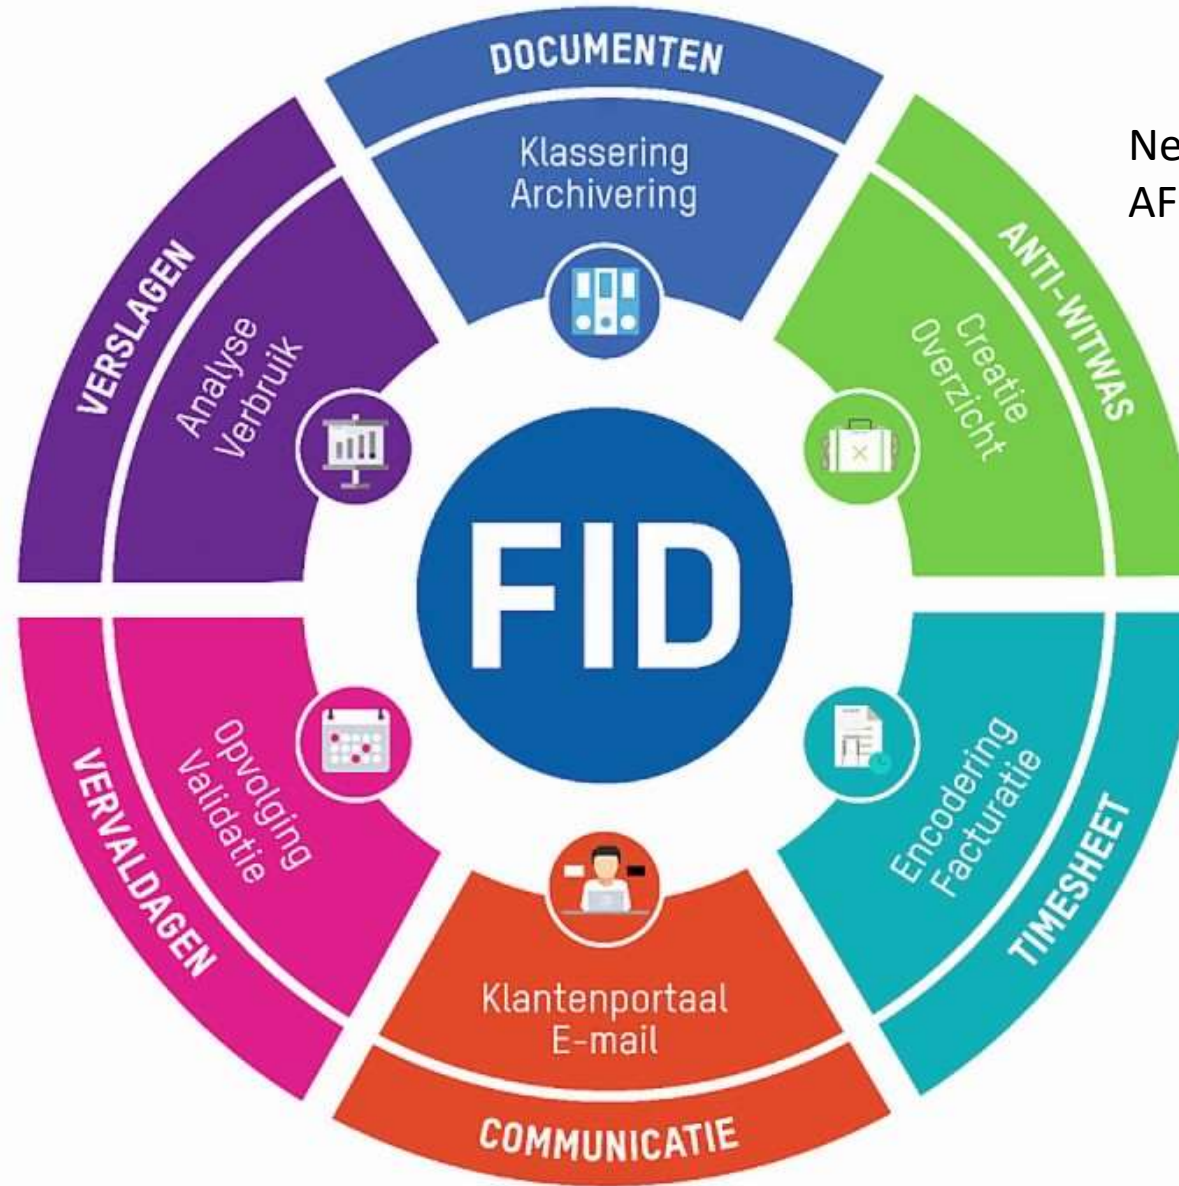 DOCUMENTEN
Klassering
Archivering
ANTI-WITWAS
Creatie
Overzicht
TIMESHEET
Encodering
Facturatie
COMMUNICATIE
Klantenportaal
E-mail
VERVALDAGEN
Opvolging
Validatie
VERSLAGEN
Analyse
Verbruik
FID